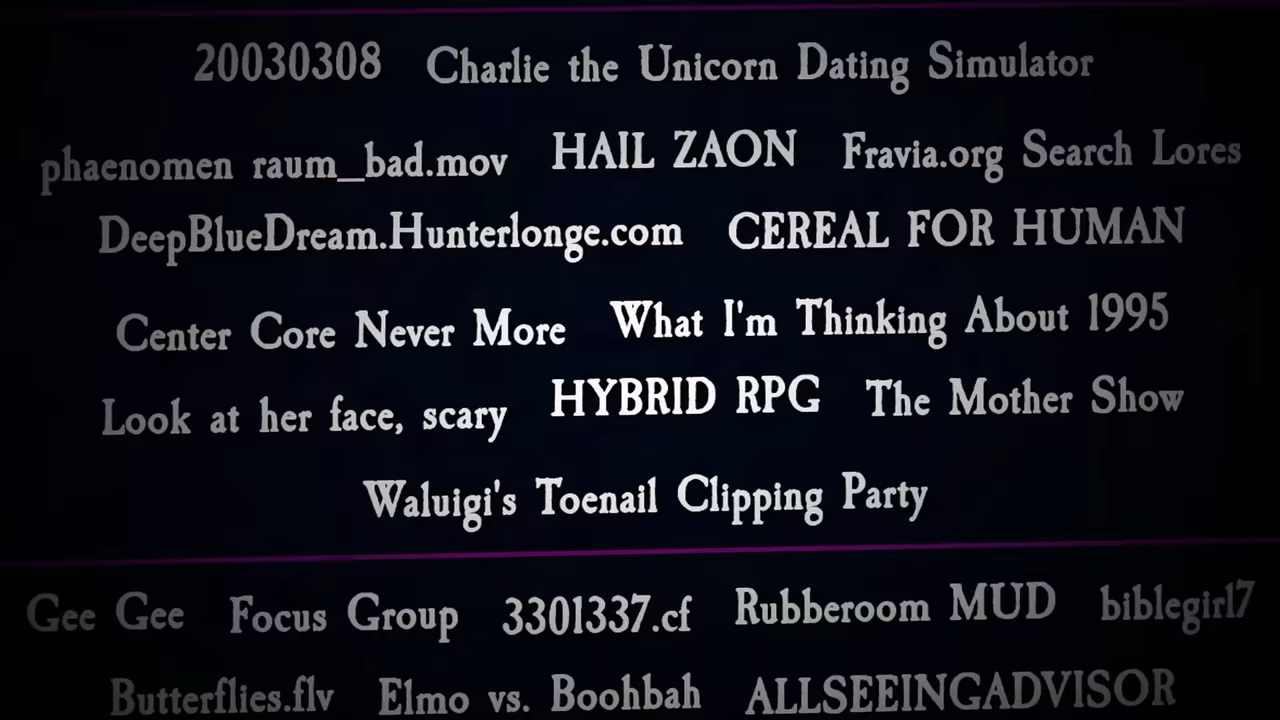 20030308 Charlie the Unicorn Dating Simulator
phaenomen raum_bad.mov HAIL ZAON Fravia.org Search Lores
DeepBlueDream.Hunterlonge.com CEREAL FOR HUMAN
Center Core Never More What I'm Thinking About 1995
Look at her face, scary HYBRID RPG The Mother Show
Waluigi's Toenail Clipping Party
Gee Gee Focus Group 3301337.cf Rubberoom MUD biblegirl7
Butterflies.flv Elmo vs. Boohbah ALLSEEINGADVISOR